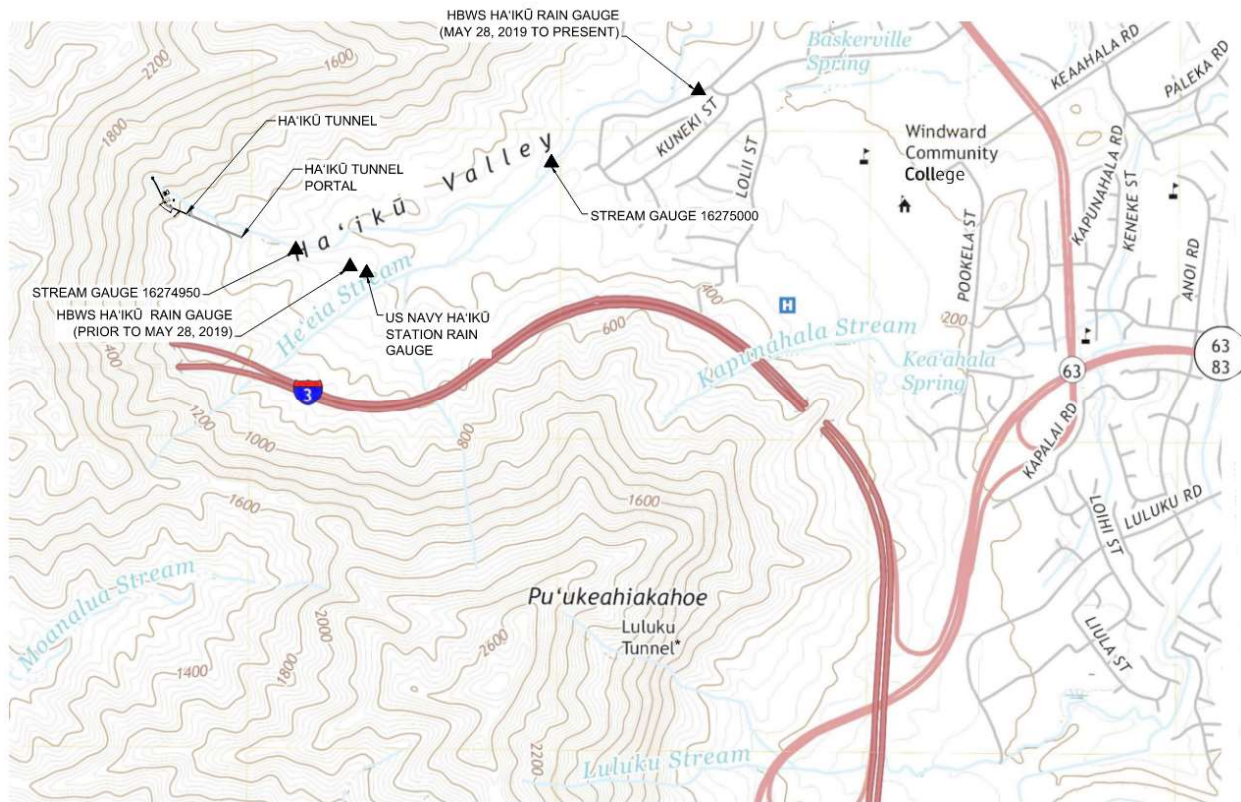 HBWS HA'IKŪ RAIN GAUGE
(MAY 28, 2019 TO PRESENT)
Baskerville
Spring
KEAAHALA RD
PALEKA RD
2200
1600
1800
HA'IKŪ TUNNEL
HA'IKŪ TUNNEL
PORTAL
KUNEKI ST
LOLII ST
Windward
Community
College
KAPUNAHALA RD
KENEKE ST
ANOI RD
POOKELA ST
Ha'ikū Valley
STREAM GAUGE 16275000
STREAM GAUGE 16274950
HBWS HA'IKŪ RAIN GAUGE
(PRIOR TO MAY 28, 2019)
US NAVY HA'IKŪ
STATION RAIN
GAUGE
He'eia Stream
400
600
H
200
Kapunahala Stream
Kea'ahala
Spring
63
63
83
3
1200
1000
800
KAPALAI RD
1600
1600
LOIHI ST
LULUKU RD
Moanalua Stream
Pu'ukeahiakahoe
Luluku
Tunnel*
2000
2600
1400
1800
LIULA ST
2200
Luluku Stream